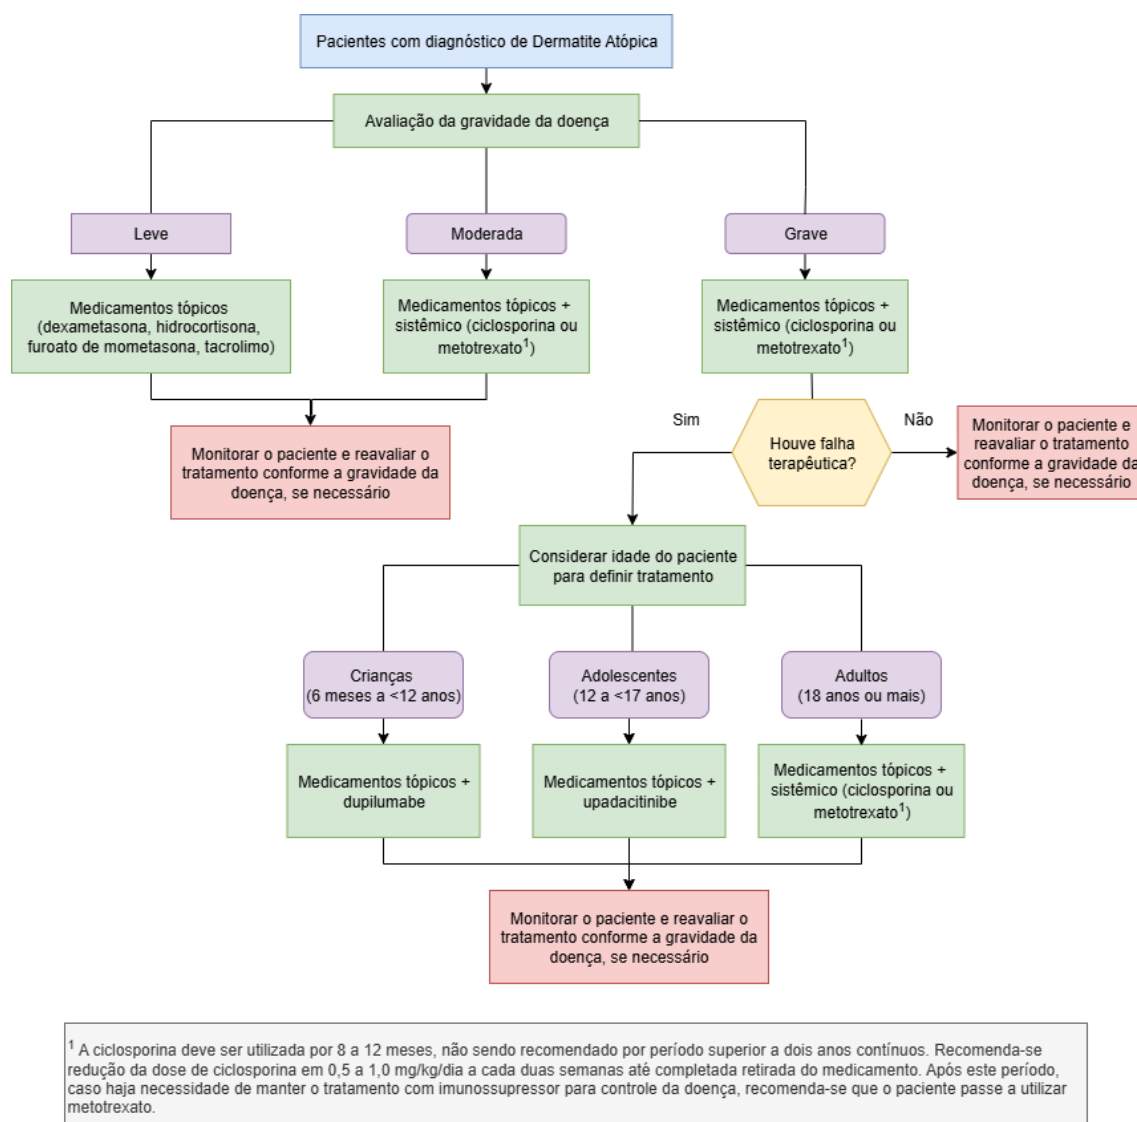 Pacientes com diagnóstico de Dermatite Atópica
Avaliação da gravidade da doença
Leve
Moderada
Grave
Medicamentos tópicos
(dexametasona, hidrocortisona,
furoato de mometasona, tacrolimo)
Medicamentos tópicos +
sistêmico (ciclosporina ou
metotrexato¹)
Medicamentos tópicos +
sistêmico (ciclosporina ou
metotrexato¹)
Monitorar o paciente e reavaliar o
tratamento conforme a gravidade da
doença, se necessário
Sim
Houve falha
terapêutica?
Não
Monitorar o paciente e
reavaliar o tratamento
conforme a gravidade da
doença, se necessário
Considerar idade do paciente
para definir tratamento
Crianças
(6 meses a <12 anos)
Adolescentes
(12 a <17 anos)
Adultos
(18 anos ou mais)
Medicamentos tópicos +
dupilumabe
Medicamentos tópicos +
upadacitinibe
Medicamentos tópicos +
sistêmico (ciclosporina ou
metotrexato¹)
Monitorar o paciente e reavaliar o
tratamento conforme a gravidade da
doença, se necessário
¹ A ciclosporina deve ser utilizada por 8 a 12 meses, não sendo recomendado por período superior a dois anos contínuos. Recomenda-se
redução da dose de ciclosporina em 0,5 a 1,0 mg/kg/dia a cada duas semanas até completada retirada do medicamento. Após este período,
caso haja necessidade de manter o tratamento com imunossupressor para controle da doença, recomenda-se que o paciente passe a utilizar
metotrexato.